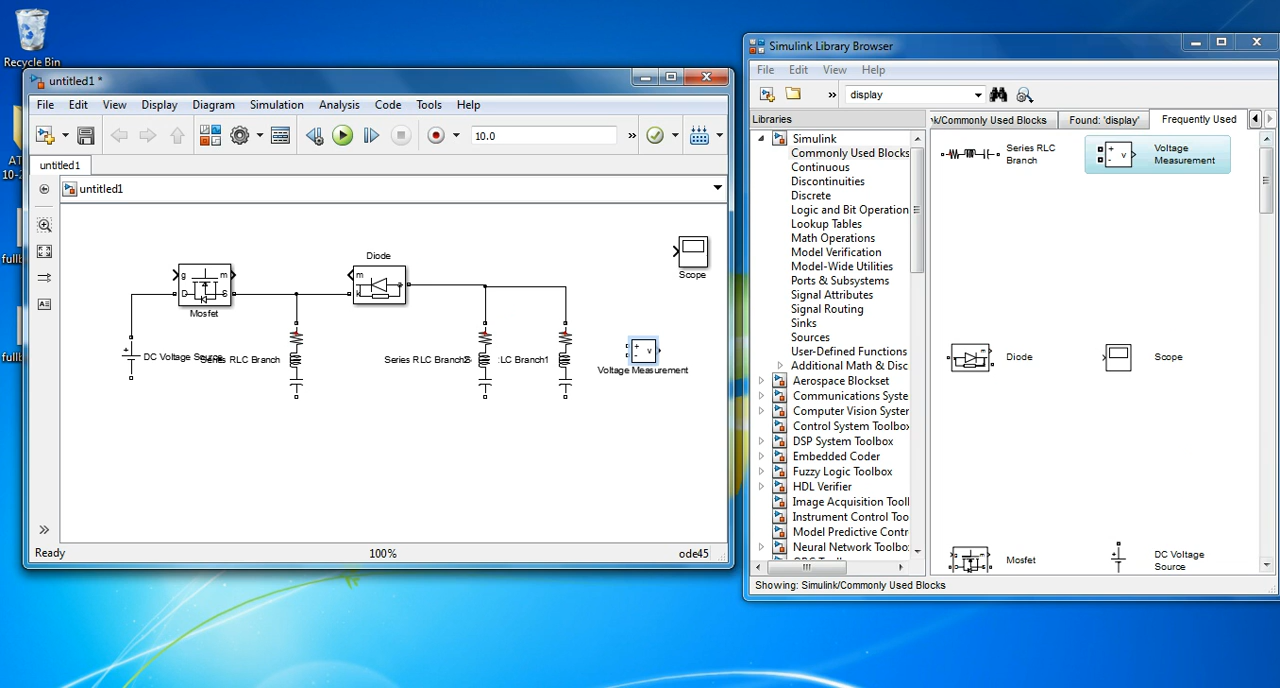 Recycle Bin
untitled1 *
File Edit View Display Diagram Simulation Analysis Code Tools Help
10.0
untitled1
untitled1
Diode
g m
D S
m
k a
Mosfet
Scope
DC Voltage Source
Series RLC Branch
Series RLC Branch2
LC Branch1
+
-
v
Voltage Measurement
Ready 100% ode45
Simulink Library Browser
File Edit View Help
display
Libraries
Simulink
Commonly Used Blocks
Continuous
Discontinuities
Discrete
Logic and Bit Operation
Lookup Tables
Math Operations
Model Verification
Model-Wide Utilities
Ports & Subsystems
Signal Attributes
Signal Routing
Sinks
Sources
User-Defined Functions
Additional Math & Disc
Aerospace Blockset
Communications Syste
Computer Vision Syster
Control System Toolbox
DSP System Toolbox
Embedded Coder
Fuzzy Logic Toolbox
HDL Verifier
Image Acquisition Tooll
Instrument Control Too
Model Predictive Contr
Neural Network Toolbo
k/Commonly Used Blocks Found: 'display' Frequently Used
Series RLC
Branch
+
-
v
Voltage
Measurement
Diode
Scope
Mosfet
DC Voltage
Source
Showing: Simulink/Commonly Used Blocks